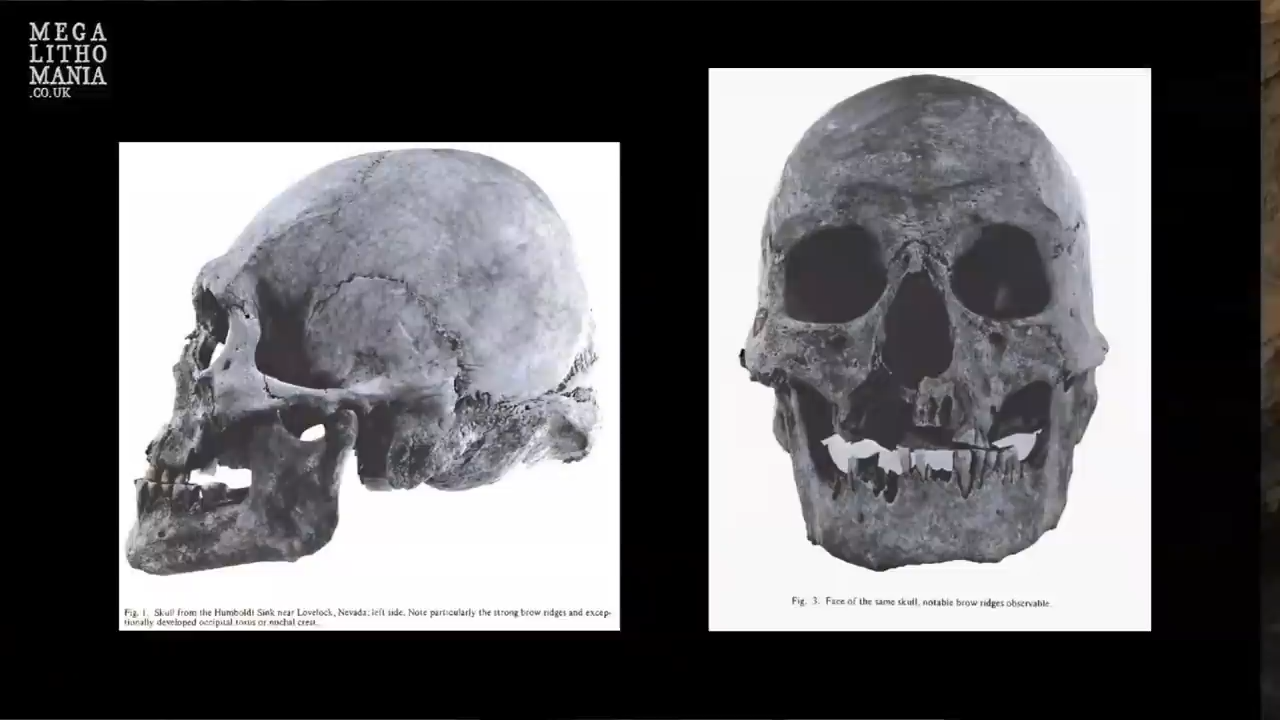 MEGA
LITHO
MANIA
.CO.UK
Fig. 1. Skull from the Humboldt Sink near Lovelock, Nevada; left side. Note particularly the strong brow ridges and excep-
tionally developed occipital torus or nuchal crest.
Fig. 3. Face of the same skull, notable brow ridges observable.